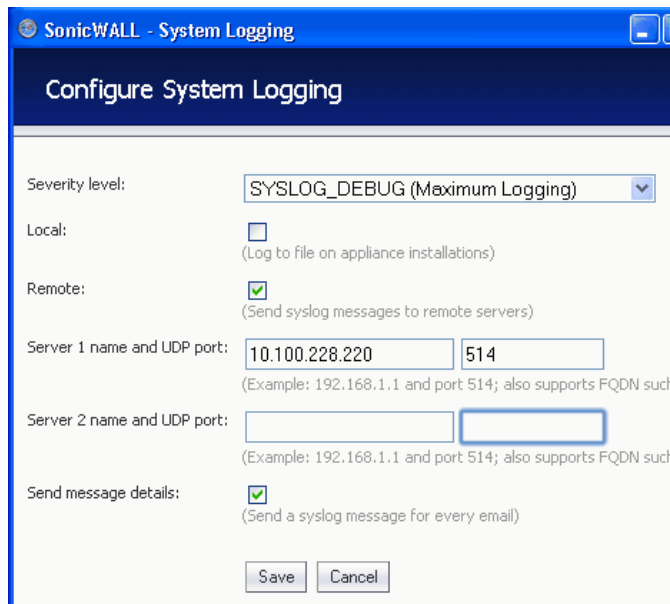 SonicWALL - System Logging
Configure System Logging
Severity level: SYSLOG_DEBUG (Maximum Logging)
Local:
(Log to file on appliance installations)
Remote:
(Send syslog messages to remote servers)
Server 1 name and UDP port: 10.100.228.220 514
(Example: 192.168.1.1 and port 514; also supports FQDN such
Server 2 name and UDP port:
(Example: 192.168.1.1 and port 514; also supports FQDN such
Send message details:
(Send a syslog message for every email)
Save Cancel